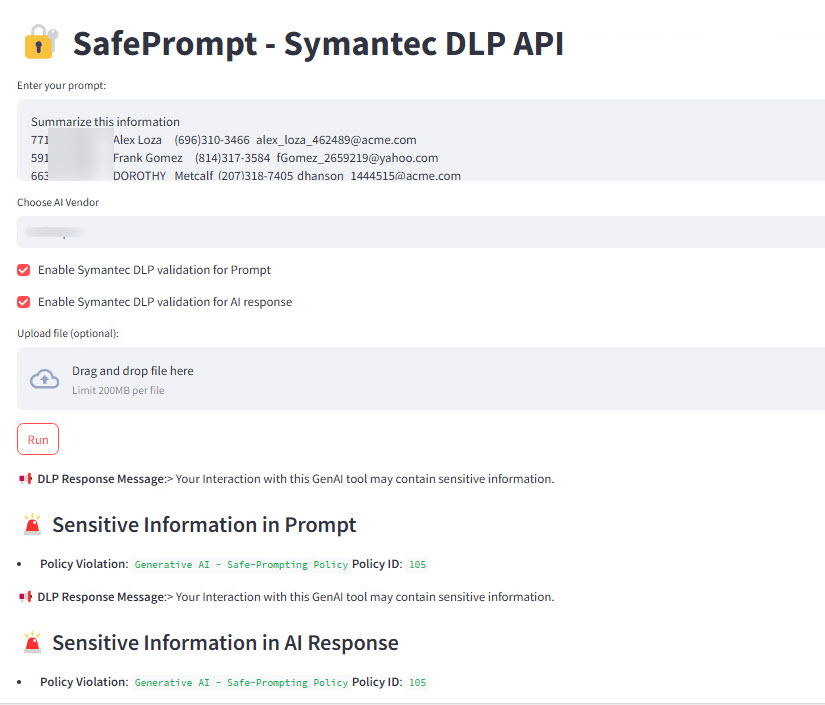 SafePrompt - Symantec DLP API
Enter your prompt:
Summarize this information
771 Alex Loza (696)310-3466 alex_loza_462489@acme.com
591 Frank Gomez (814)317-3584 fGomez_2659219@yahoo.com
663 DOROTHY Metcalf (207)318-7405 dhanson_1444515@acme.com
Choose AI Vendor
Enable Symantec DLP validation for Prompt
Enable Symantec DLP validation for AI response
Upload file (optional):
Drag and drop file here
Limit 200MB per file
Run
DLP Response Message:> Your Interaction with this GenAI tool may contain sensitive information.
Sensitive Information in Prompt
• Policy Violation: Generative AI - Safe-Prompting Policy Policy ID: 105
DLP Response Message:> Your Interaction with this GenAI tool may contain sensitive information.
Sensitive Information in AI Response
• Policy Violation: Generative AI - Safe-Prompting Policy Policy ID: 105